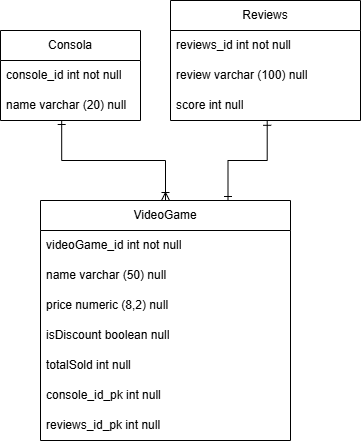 Consola
console_id int not null
name varchar (20) null
Reviews
reviews_id int not null
review varchar (100) null
score int null
VideoGame
videoGame_id int not null
name varchar (50) null
price numeric (8,2) null
isDiscount boolean null
totalSold int null
console_id_pk int null
reviews_id_pk int null